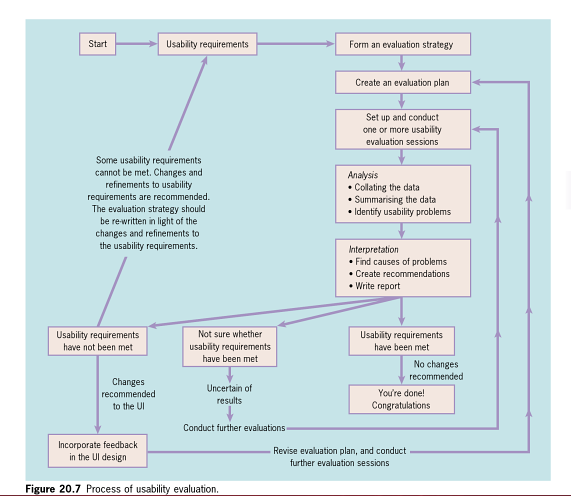 Start
Usability requirements
Form an evaluation strategy
Create an evaluation plan
Set up and conduct
one or more usability
evaluation sessions
Some usability requirements
cannot be met. Changes and
refinements to usability
requirements are recommended.
The evaluation strategy should
be re-written in light of the
changes and refinements to
the usability requirements.
Analysis
• Collating the data
• Summarising the data
• Identify usability problems
Interpretation
• Find causes of problems
• Create recommendations
• Write report
Usability requirements
have not been met
Not sure whether
usability requirements
have been met
Usability requirements
have been met
Changes
recommended
to the UI
Uncertain of
results
No changes
recommended
You're done!
Congratulations
Conduct further evaluations
Incorporate feedback
in the UI design
Revise evaluation plan, and conduct
further evaluation sessions
Figure 20.7 Process of usability evaluation.